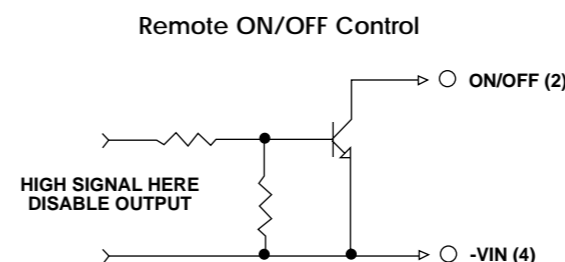 Remote ON/OFF Control
ON/OFF (2)
HIGH SIGNAL HERE
DISABLE OUTPUT
-VIN (4)